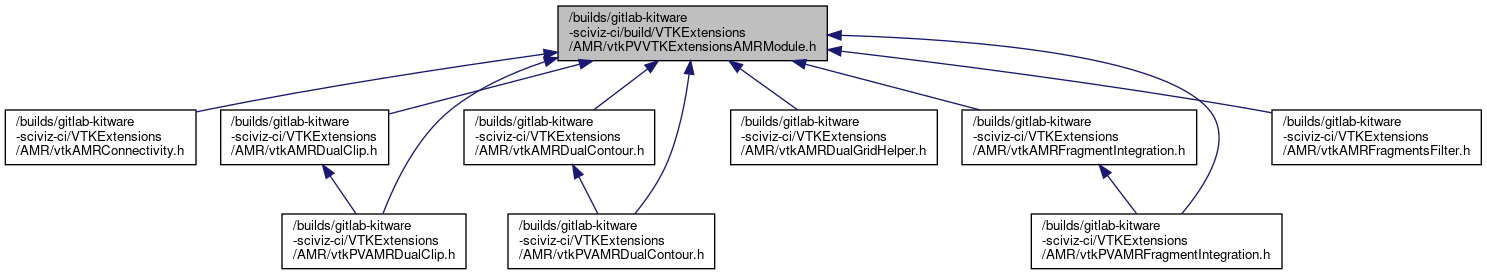 /builds/gitlab-kitware
-sciviz-ci/build/VTKExtensions
/AMR/vtkPVVTKExtensionsAMRModule.h
/builds/gitlab-kitware
-sciviz-ci/VTKExtensions
/AMR/vtkAMRConnectivity.h
/builds/gitlab-kitware
-sciviz-ci/VTKExtensions
/AMR/vtkAMRDualClip.h
/builds/gitlab-kitware
-sciviz-ci/VTKExtensions
/AMR/vtkAMRDualContour.h
/builds/gitlab-kitware
-sciviz-ci/VTKExtensions
/AMR/vtkAMRDualGridHelper.h
/builds/gitlab-kitware
-sciviz-ci/VTKExtensions
/AMR/vtkAMRFragmentIntegration.h
/builds/gitlab-kitware
-sciviz-ci/VTKExtensions
/AMR/vtkAMRFragmentsFilter.h
/builds/gitlab-kitware
-sciviz-ci/VTKExtensions
/AMR/vtkPVAMRDualClip.h
/builds/gitlab-kitware
-sciviz-ci/VTKExtensions
/AMR/vtkPVAMRDualContour.h
/builds/gitlab-kitware
-sciviz-ci/VTKExtensions
/AMR/vtkPVAMRFragmentIntegration.h